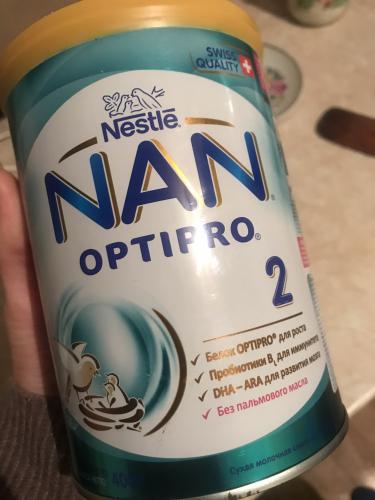 SWISS
QUALITY
Nestlé
NAN
OPTIPRO
2
Белок OPTIPRO® для роста
Пробиотики BL для иммунитета
DHA – ARA для развития мозга
Без пальмового масла
Сухая молочная